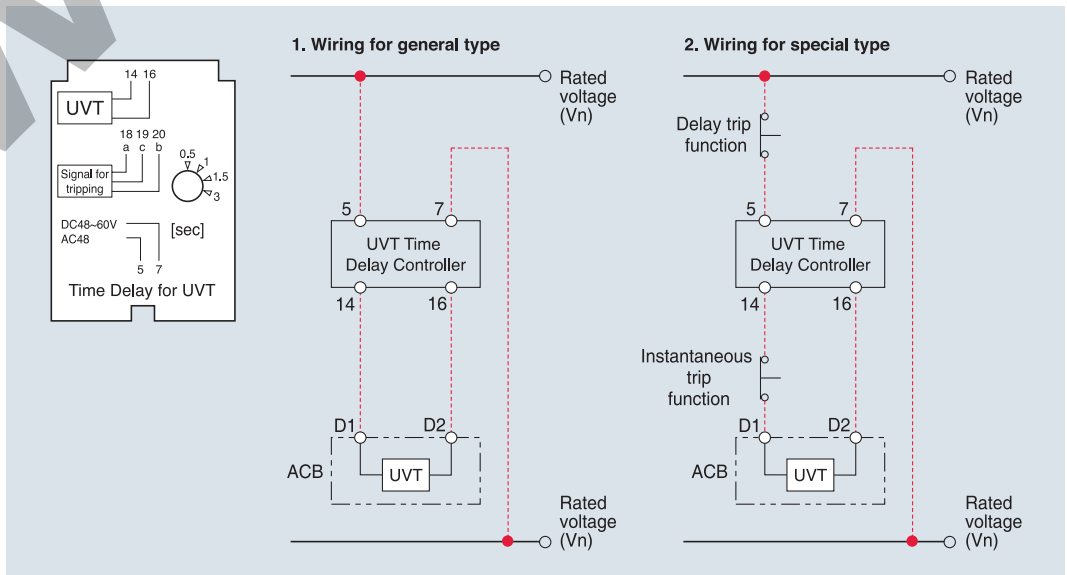 1. Wiring for general type
2. Wiring for special type
14 16
UVT
18 19 20
a c b
Signal for
tripping
0.5
1
1.5
3
[sec]
DC48~60V
AC48
5 7
Time Delay for UVT
Rated
voltage
(Vn)
5 7
UVT Time
Delay Controller
14 16
D1 D2
ACB
UVT
Rated
voltage
(Vn)
Rated
voltage
(Vn)
Delay trip
function
5 7
UVT Time
Delay Controller
14 16
Instantaneous
trip
function
D1 D2
ACB
UVT
Rated
voltage
(Vn)